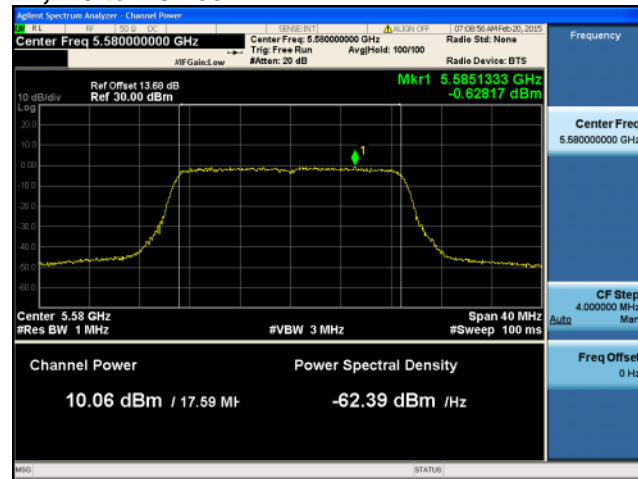 Agilent Spectrum Analyzer - Channel Power
RL RF 50 Ω DC SENSE:INT ALIGN OFF 07:08:56 AM Feb 20, 2015
Center Freq 5.580000000 GHz Center Freq: 5.580000000 GHz Radio Std: None Frequency
Trig: Free Run Avg|Hold: 100/100
#IFGain:Low #Atten: 20 dB Radio Device: BTS
Ref Offset 13.68 dB Mkr1 5.5851333 GHz
10 dB/div Ref 30.00 dBm -0.62817 dBm
Log
20.0
10.0
0.00
-10.0
-20.0
-30.0
-40.0
-50.0
-60.0
1
Center Freq
5.580000000 GHz
Center 5.58 GHz Span 40 MHz
#Res BW 1 MHz #VBW 3 MHz #Sweep 100 ms
CF Step
4.000000 MHz
Auto Man
Channel Power Power Spectral Density
10.06 dBm / 17.59 MH -62.39 dBm /Hz
Freq Offset
0 Hz
MSG STATUS